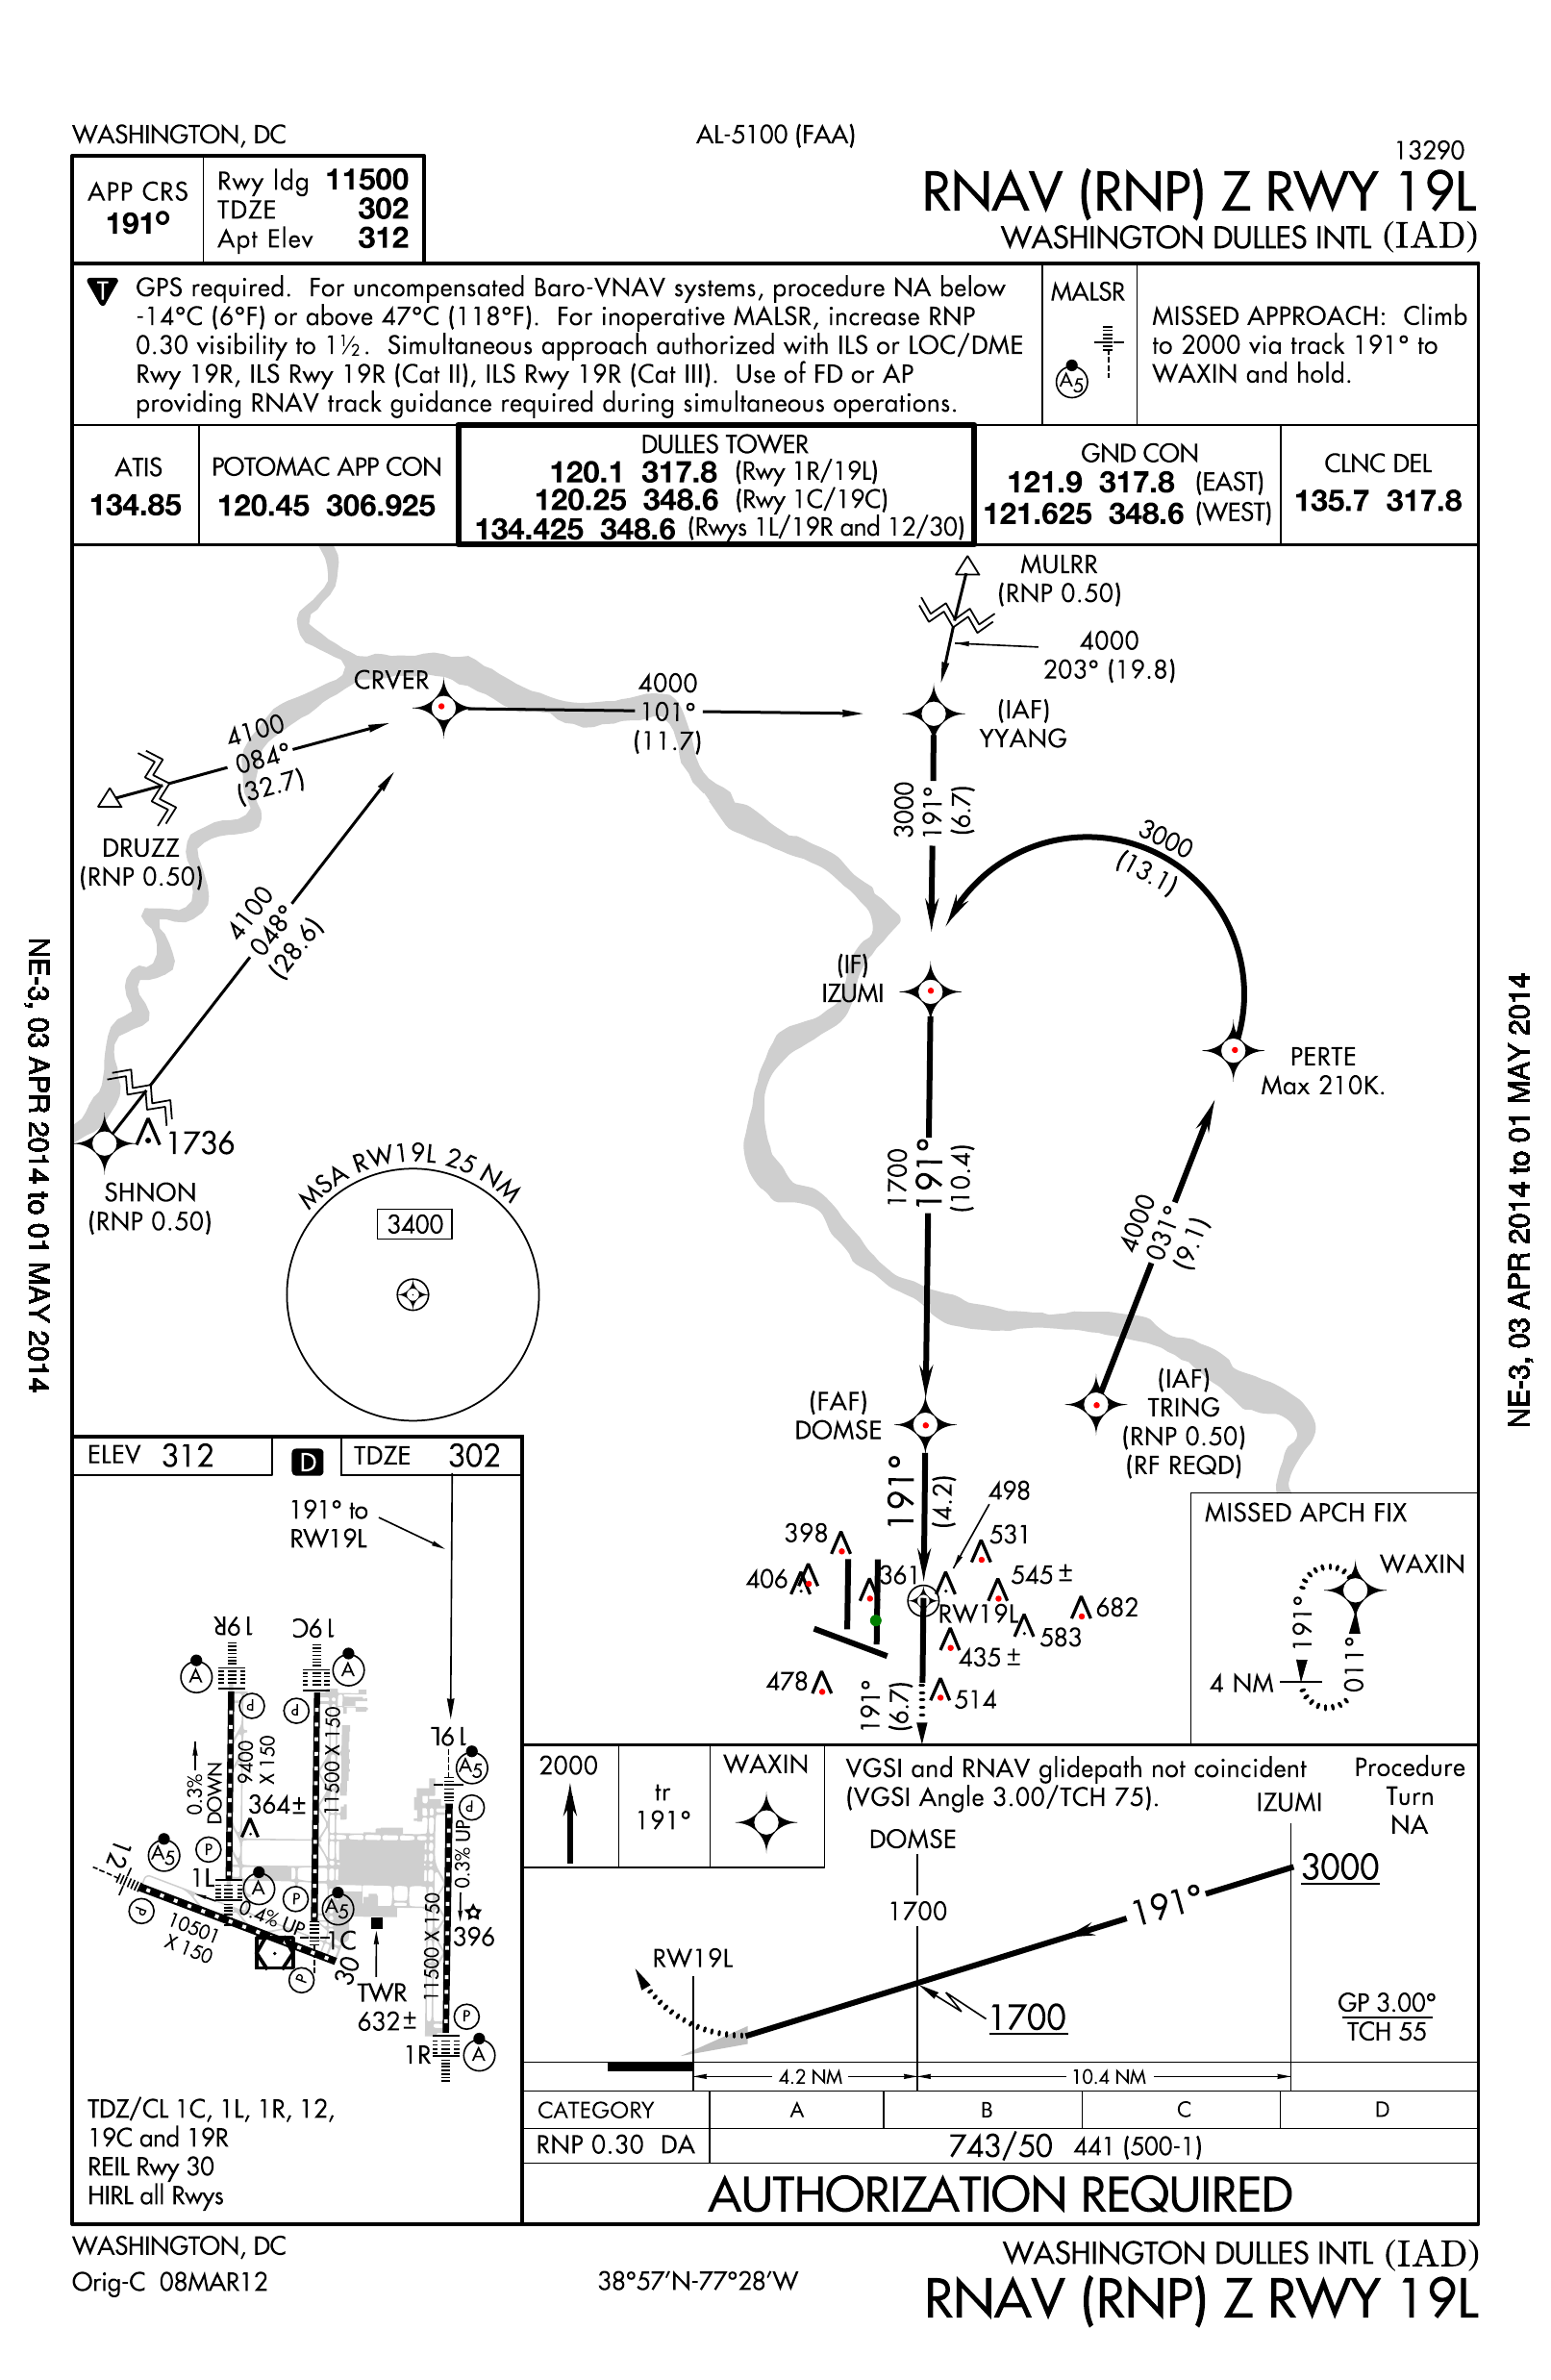 WASHINGTON, DC
AL-5100 (FAA)
13290
RNAV (RNP) Z RWY 19L
WASHINGTON DULLES INTL (IAD)
APP CRS
191°
Rwy ldg 11500
TDZE 302
Apt Elev 312
T
GPS required. For uncompensated Baro-VNAV systems, procedure NA below
-14°C (6°F) or above 47°C (118°F). For inoperative MALSR, increase RNP
0.30 visibility to 1½. Simultaneous approach authorized with ILS or LOC/DME
Rwy 19R, ILS Rwy 19R (Cat II), ILS Rwy 19R (Cat III). Use of FD or AP
providing RNAV track guidance required during simultaneous operations.
MALSR
A5
MISSED APPROACH: Climb
to 2000 via track 191° to
WAXIN and hold.
ATIS
134.85
POTOMAC APP CON
120.45 306.925
DULLES TOWER
120.1 317.8 (Rwy 1R/19L)
120.25 348.6 (Rwy 1C/19C)
134.425 348.6 (Rwys 1L/19R and 12/30)
GND CON
121.9 317.8 (EAST)
121.625 348.6 (WEST)
CLNC DEL
135.7 317.8
MULRR
(RNP 0.50)
4000
203° (19.8)
CRVER
4000
101°
(11.7)
(IAF)
YYANG
4100
084°
(32.7)
DRUZZ
(RNP 0.50)
3000
191°
(6.7)
3000
(13.1)
4100
048°
(28.6)
(IF)
IZUMI
PERTE
Max 210K.
1736
SHNON
(RNP 0.50)
MSA RW19L 25 NM
3400
1700
191°
(10.4)
4000
031°
(9.1)
(FAF)
DOMSE
(IAF)
TRING
(RNP 0.50)
(RF REQD)
191°
(4.2)
498
398
531
406
361
545±
RW19L
682
583
435±
478
514
191°
(6.7)
MISSED APCH FIX
WAXIN
191°
011°
4 NM
ELEV 312
D
TDZE 302
191° to
RW19L
19R
19C
A
A
P
P
0.3%
DOWN
9400
X 150
11500 X 150
364±
19L
A5
P
0.3% UP
12
A5
P
1L
A
P
A5
P
10501
X 150
0.4% UP
1C
P
30
TWR
632±
11500 X 150
396
P
1R
A
TDZ/CL 1C, 1L, 1R, 12,
19C and 19R
REIL Rwy 30
HIRL all Rwys
2000
tr
191°
WAXIN
VGSI and RNAV glidepath not coincident
(VGSI Angle 3.00/TCH 75).
Procedure
Turn
NA
DOMSE
IZUMI
3000
191°
1700
RW19L
1700
GP 3.00°
TCH 55
4.2 NM
10.4 NM
CATEGORY A B C D
RNP 0.30 DA 743/50 441 (500-1)
AUTHORIZATION REQUIRED
WASHINGTON, DC
Orig-C 08MAR12
38°57'N-77°28'W
WASHINGTON DULLES INTL (IAD)
RNAV (RNP) Z RWY 19L
NE-3, 03 APR 2014 to 01 MAY 2014
NE-3, 03 APR 2014 to 01 MAY 2014